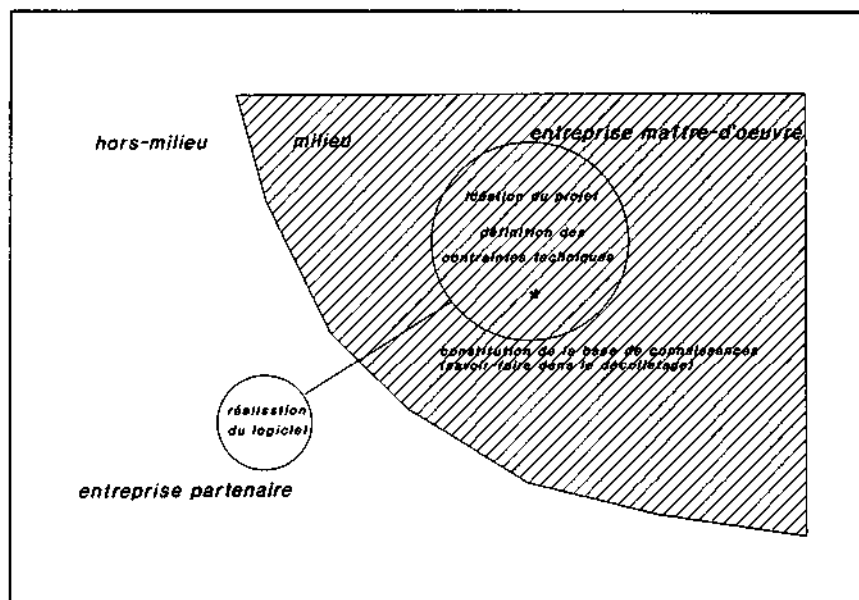 entreprise maître-d'oeuvre
hors-milieu
milieu
idéation du projet
définition des
contraintes techniques
*
constitution de la base de connaissances
(savoir-faire dans le décolletage)
réalisation
du logiciel
entreprise partenaire